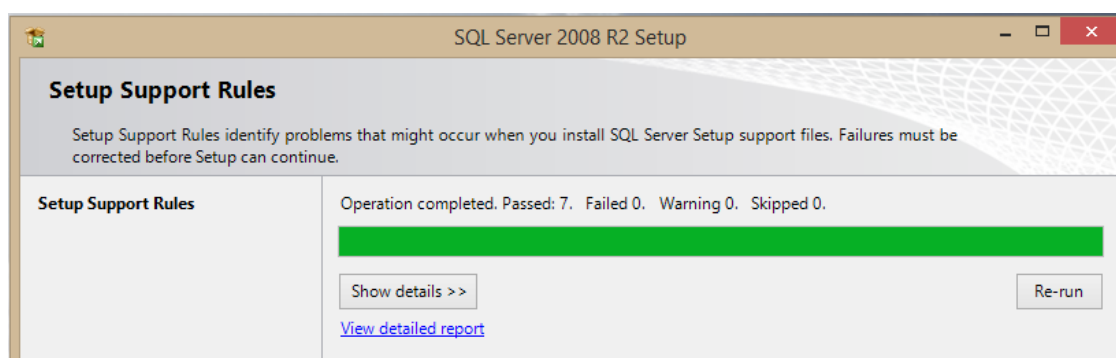 SQL Server 2008 R2 Setup
Setup Support Rules
Setup Support Rules identify problems that might occur when you install SQL Server Setup support files. Failures must be
corrected before Setup can continue.
Setup Support Rules
Operation completed. Passed: 7.   Failed 0.   Warning 0.   Skipped 0.
Show details >>
Re-run
View detailed report